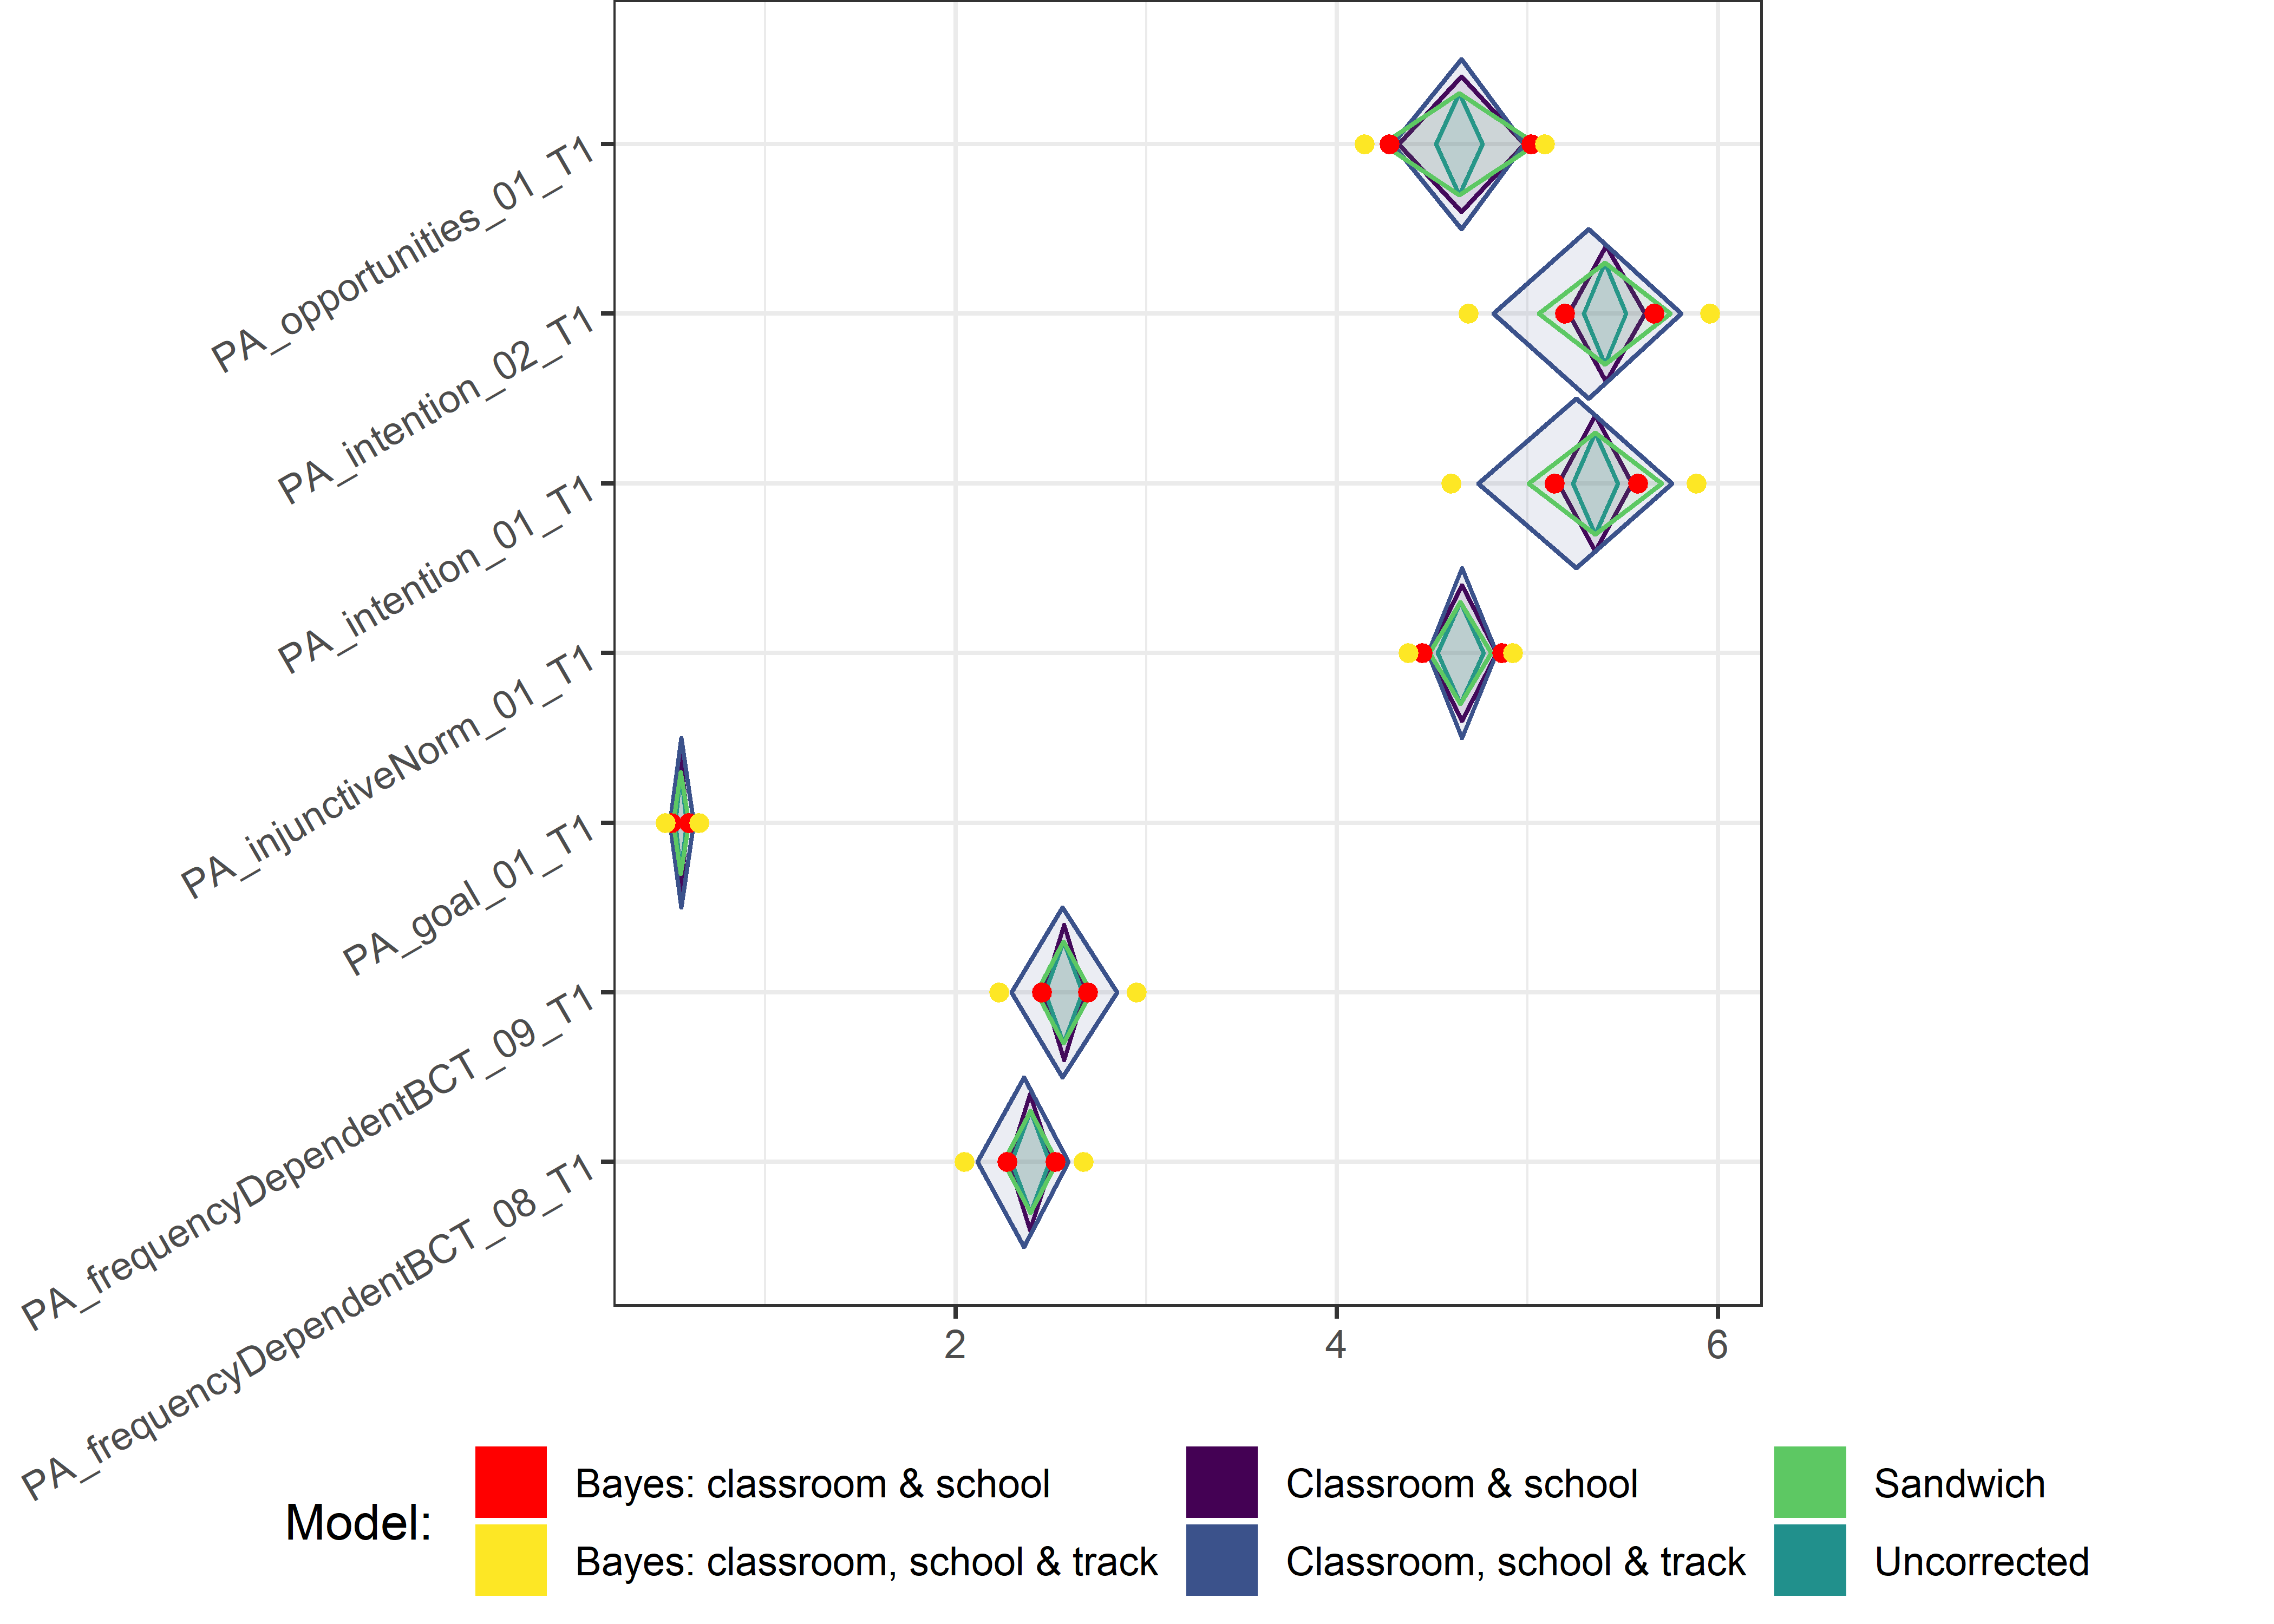 PA_opportunities_01_T1
PA_intention_02_T1
PA_intention_01_T1
PA_injunctiveNorm_01_T1
PA_goal_01_T1
PA_frequencyDependentBCT_09_T1
PA_frequencyDependentBCT_08_T1
2 4 6
Model:
Bayes: classroom & school Classroom & school Sandwich
Bayes: classroom, school & track Classroom, school & track Uncorrected